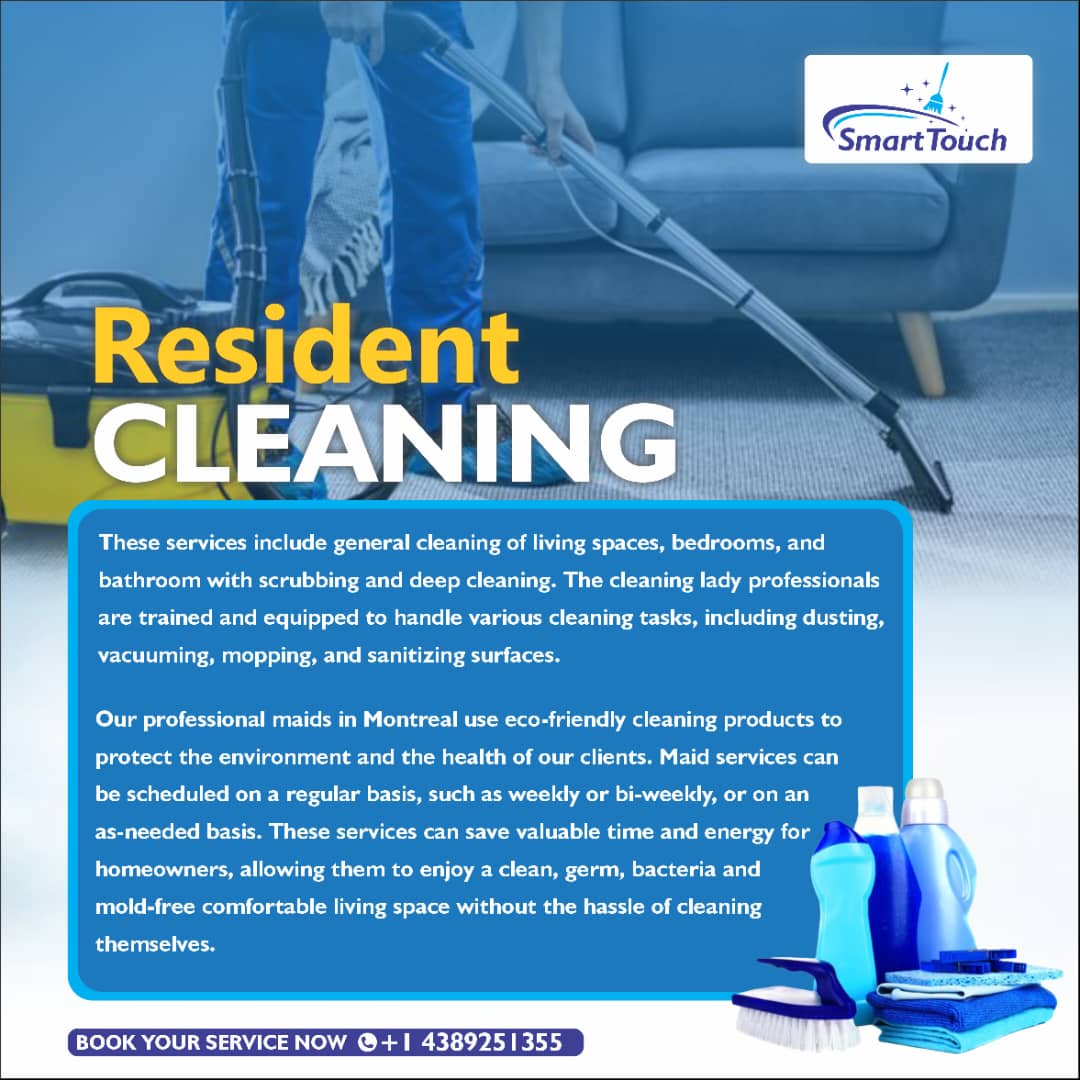 Smart Touch
Resident
CLEANING
These services include general cleaning of living spaces, bedrooms, and
bathroom with scrubbing and deep cleaning. The cleaning lady professionals
are trained and equipped to handle various cleaning tasks, including dusting,
vacuuming, mopping, and sanitizing surfaces.
Our professional maids in Montreal use eco-friendly cleaning products to
protect the environment and the health of our clients. Maid services can
be scheduled on a regular basis, such as weekly or bi-weekly, or on an
as-needed basis. These services can save valuable time and energy for
homeowners, allowing them to enjoy a clean, germ, bacteria and
mold-free comfortable living space without the hassle of cleaning
themselves.
BOOK YOUR SERVICE NOW +1 4389251355